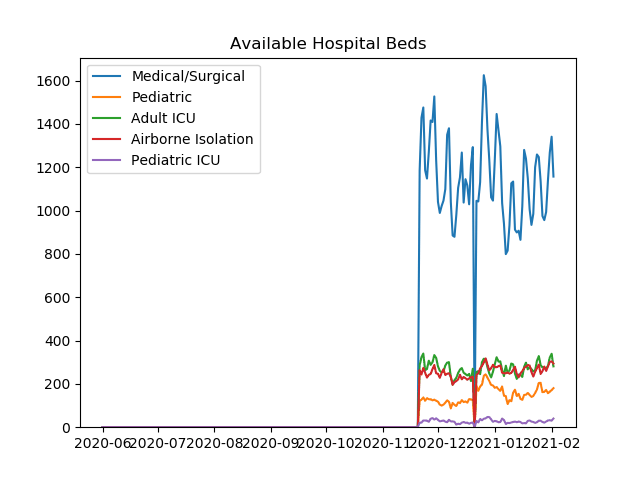 Available Hospital Beds
Medical/Surgical
Pediatric
Adult ICU
Airborne Isolation
Pediatric ICU
1600
1400
1200
1000
800
600
400
200
0
2020-06 2020-07 2020-08 2020-09 2020-10 2020-11 2020-12 2021-01 2021-02